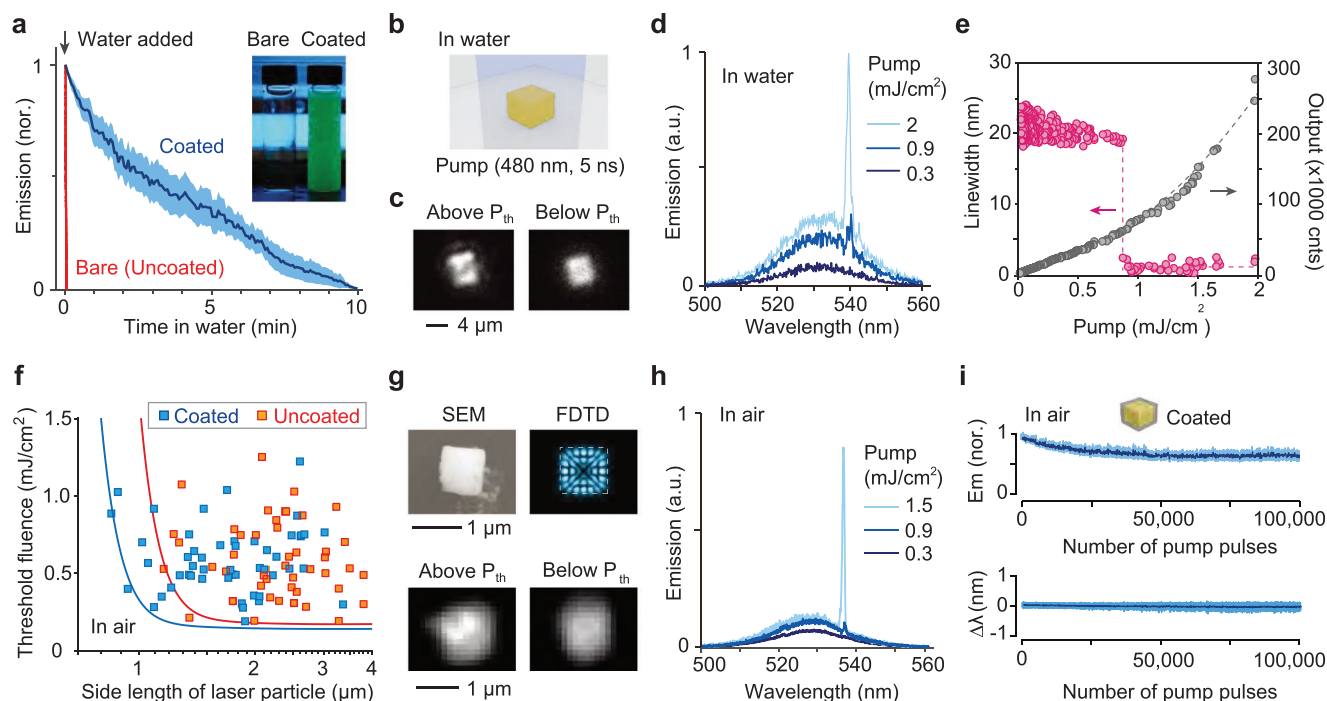 a
Water added
Bare Coated
Emission (nor.)
1
0
Coated
Bare (Uncoated)
0 5 10
Time in water (min)
b
In water
Pump (480 nm, 5 ns)
c
Above Pth Below Pth
4 μm
d
In water
Pump
(mJ/cm²)
2
0.9
0.3
Emission (a.u.)
1
0
500 520 540 560
Wavelength (nm)
e
Linewidth (nm)
30
20
10
0
300
200
100
0
Output (x1000 cnts)
0 0.5 1 1.5 2
Pump (mJ/cm²)
f
Coated Uncoated
Threshold fluence (mJ/cm²)
1.5
1.0
0.5
0
In air
1 2 3 4
Side length of laser particle (μm)
g
SEM FDTD
1 μm
Above Pth Below Pth
1 μm
h
In air
Pump
(mJ/cm²)
1.5
0.9
0.3
Emission (a.u.)
1
0
500 520 540 560
Wavelength (nm)
i
In air Coated
Em (nor.)
1
0
0 50,000 100,000
Number of pump pulses
Δλ (nm)
1
0
-1
0 50,000 100,000
Number of pump pulses